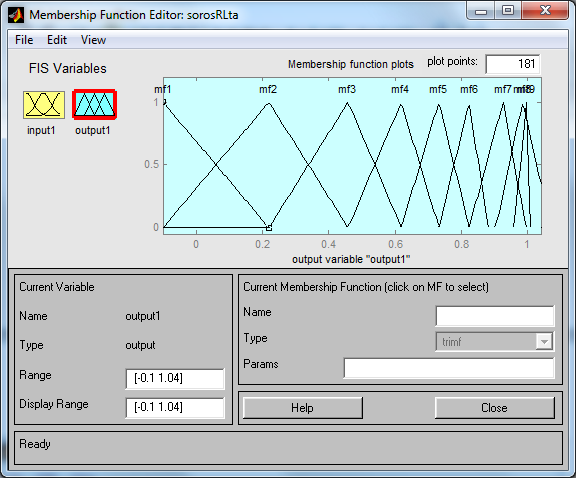 Membership Function Editor: sorosRLta
File Edit View
FIS Variables
input1
output1
Membership function plots
plot points:
181
mf1 mf2 mf3 mf4 mf5 mf6 mf7 mf9
1
0.5
0
0 0.2 0.4 0.6 0.8 1
output variable "output1"
Current Variable
Name output1
Type output
Range [-0.1 1.04]
Display Range [-0.1 1.04]
Current Membership Function (click on MF to select)
Name
Type trimf
Params
Help
Close
Ready